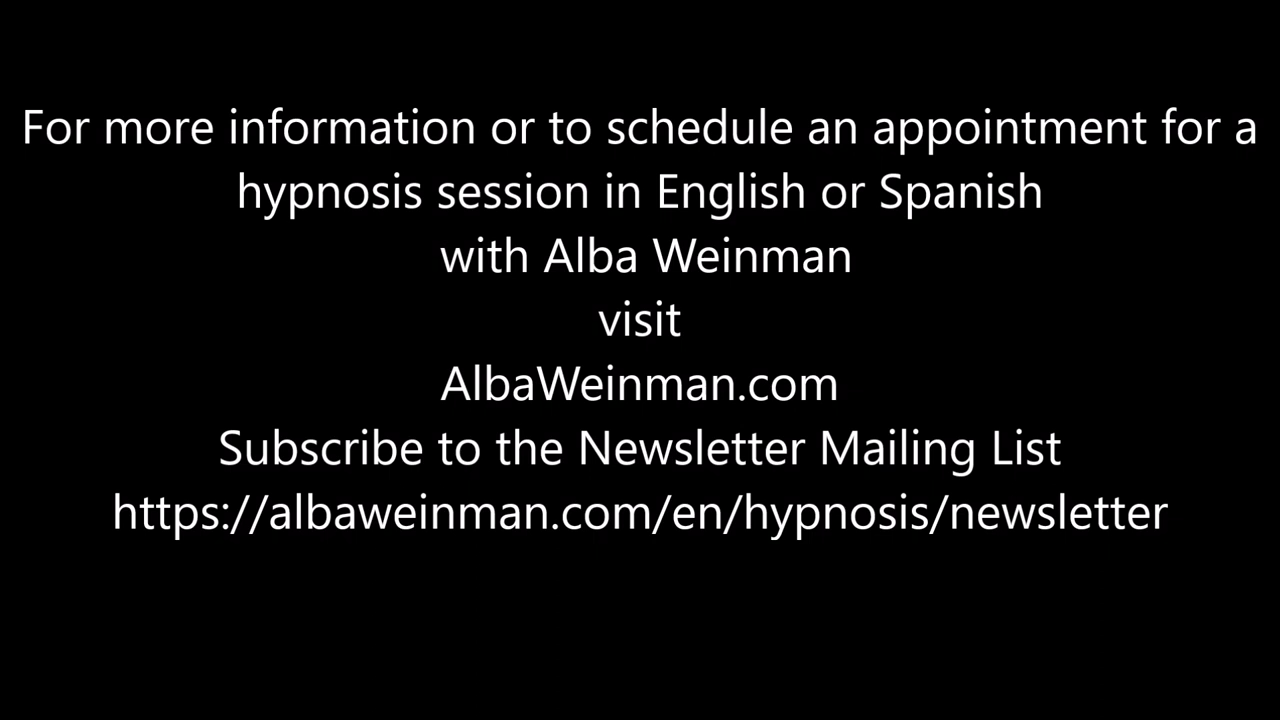 For more information or to schedule an appointment for a
hypnosis session in English or Spanish
with Alba Weinman
visit
AlbaWeinman.com
Subscribe to the Newsletter Mailing List
https://albaweinman.com/en/hypnosis/newsletter